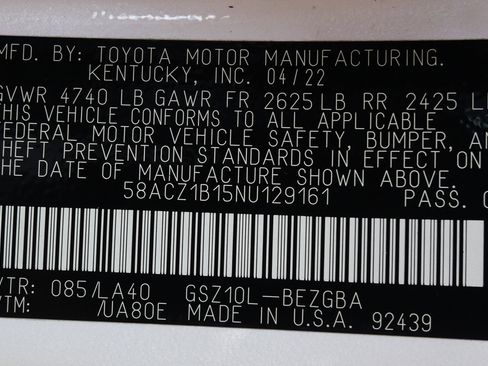 MFD. BY: TOYOTA MOTOR MANUFACTURING.
KENTUCKY, INC. 04/22
GVWR 4740 LB GAWR FR 2625 LB RR 2425 L
THIS VEHICLE CONFORMS TO ALL APPLICABLE
FEDERAL MOTOR VEHICLE SAFETY, BUMPER, AN
THEFT PREVENTION STANDARDS IN EFFECT ON
THE DATE OF MANUFACTURE SHOWN ABOVE.
58ACZ1B15NU129161 PASS. C
/TR: 085/LA40 GSZ10L-BEZGBA
/TM: /UA80E MADE IN U.S.A. 92439